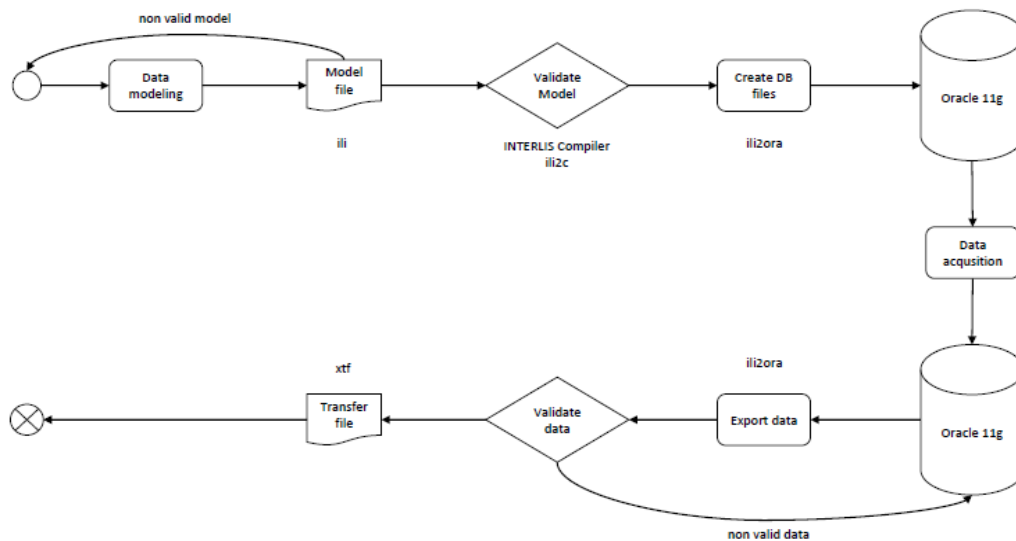 non valid model
Data
modeling
Model
file
Validate
Model
Create DB
files
Oracle 11g
ili
INTERLIS Compiler
ili2c
ili2ora
Data
acqusition
xtf
ili2ora
Transfer
file
Validate
data
Export data
Oracle 11g
non valid data